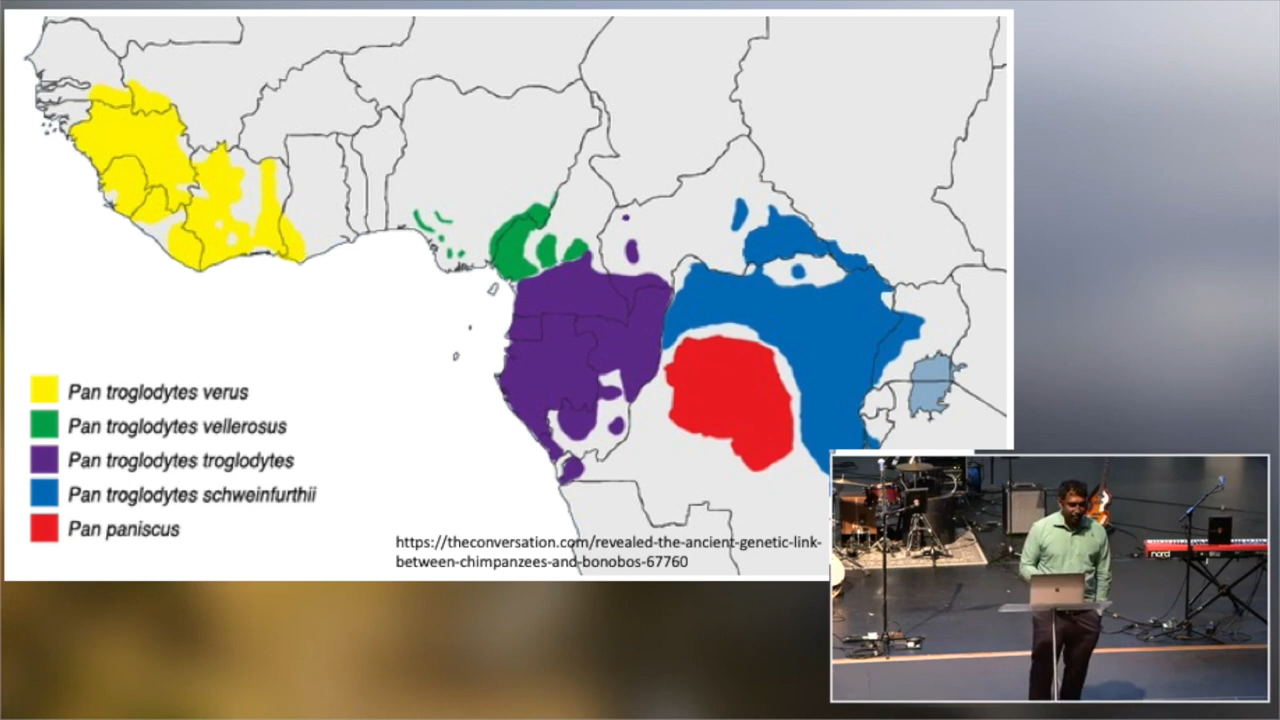 Pan troglodytes verus
Pan troglodytes vellerosus
Pan troglodytes troglodytes
Pan troglodytes schweinfurthii
Pan paniscus
https://theconversation.com/revealed-the-ancient-genetic-link-
between-chimpanzees-and-bonobos-67760
nord